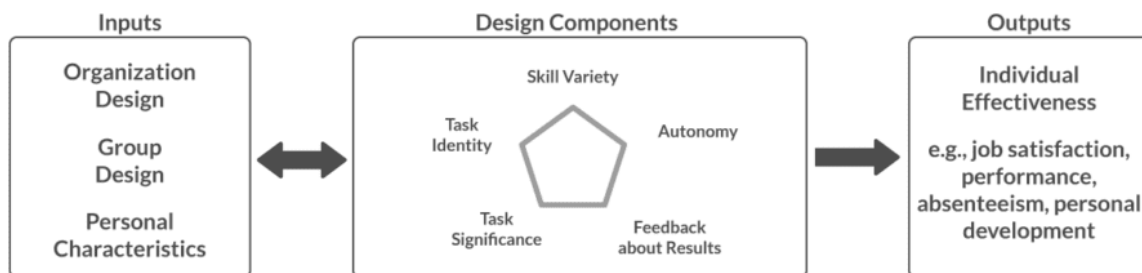 Inputs
Organization
Design
Group
Design
Personal
Characteristics
Design Components
Skill Variety
Task
Identity
Autonomy
Task
Significance
Feedback
about Results
Outputs
Individual
Effectiveness
e.g., job satisfaction,
performance,
absenteeism, personal
development